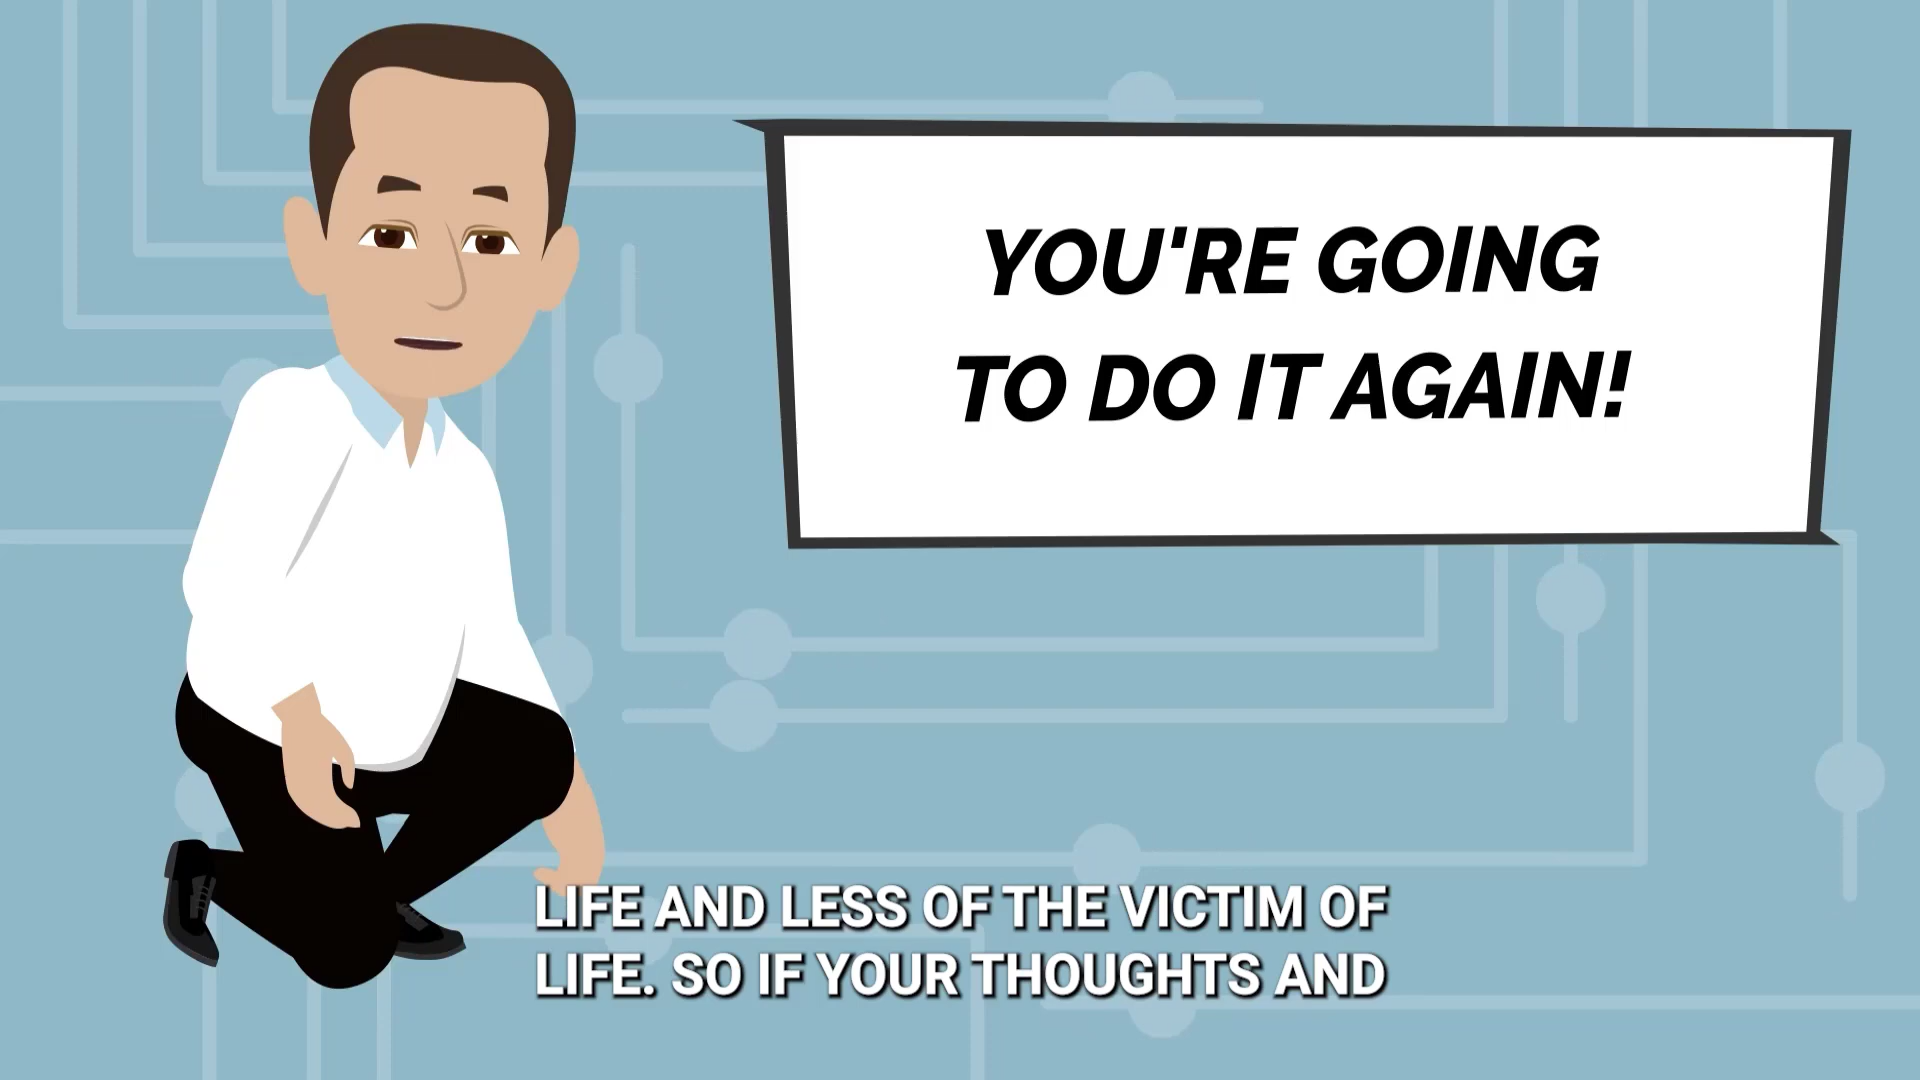 YOU'RE GOING
TO DO IT AGAIN!
LIFE AND LESS OF THE VICTIM OF
LIFE. SO IF YOUR THOUGHTS AND